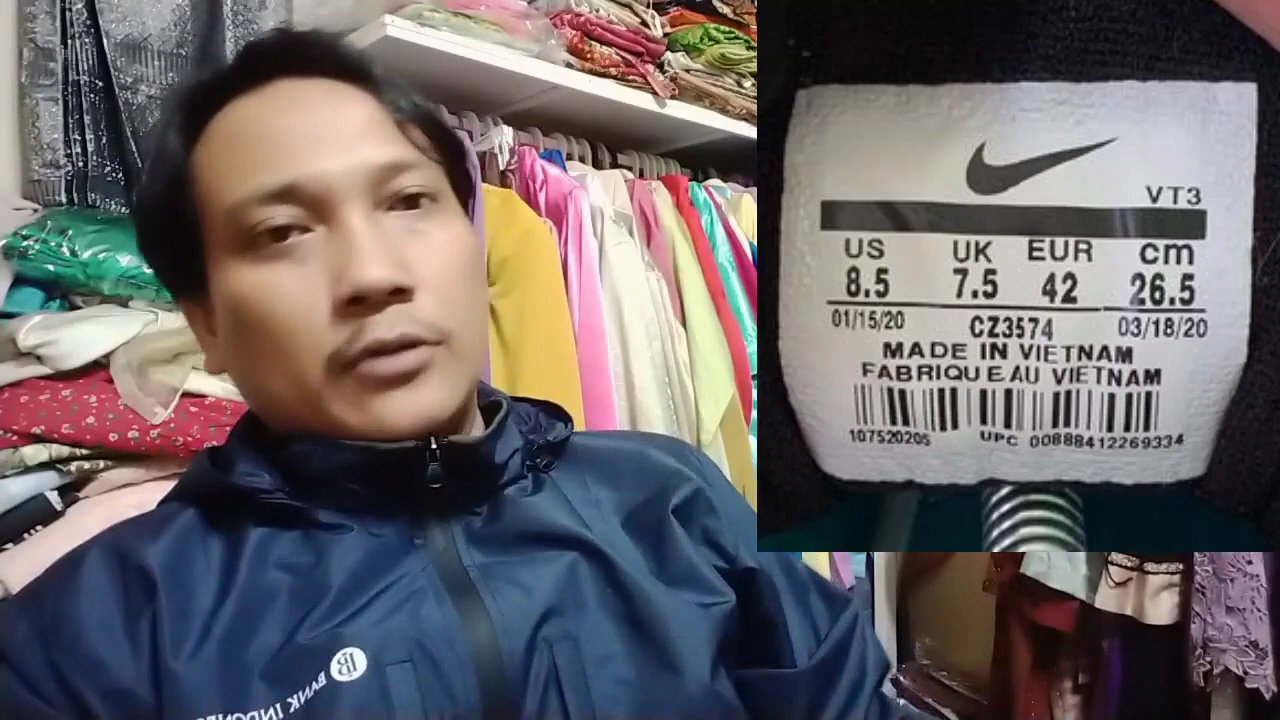 VT3
US UK EUR cm
8.5 7.5 42 26.5
01/15/20 CZ3574 03/18/20
MADE IN VIETNAM
FABRIQUE AU VIETNAM
107520205 UPC 00888412269334
BANK INDONES